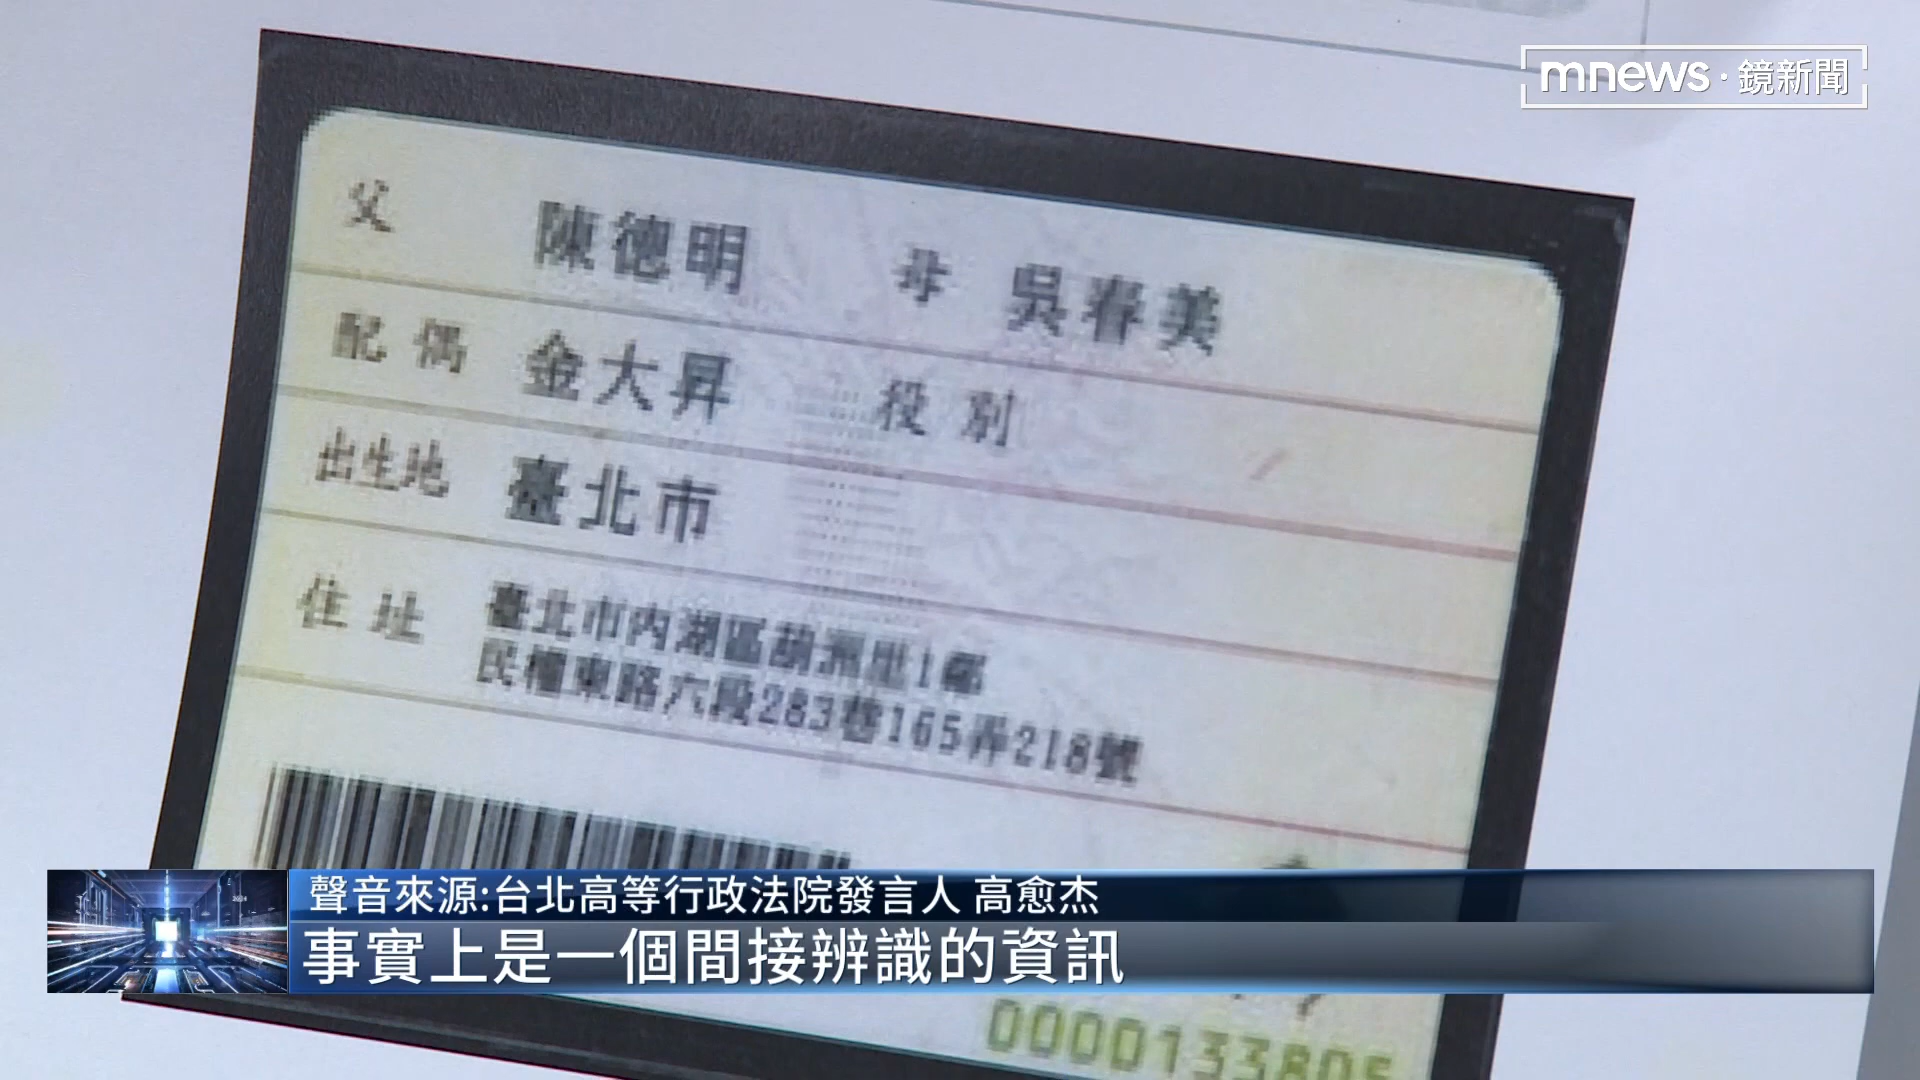 mnews·鏡新聞
父 陳德明 母 吳春美
配偶 金大昇 役別
出生地 臺北市
住址 臺北市內湖區葫洲里1鄰
民權東路六段283巷165弄218號
聲音來源:台北高等行政法院發言人 高愈杰
事實上是一個間接辨識的資訊
0000133805